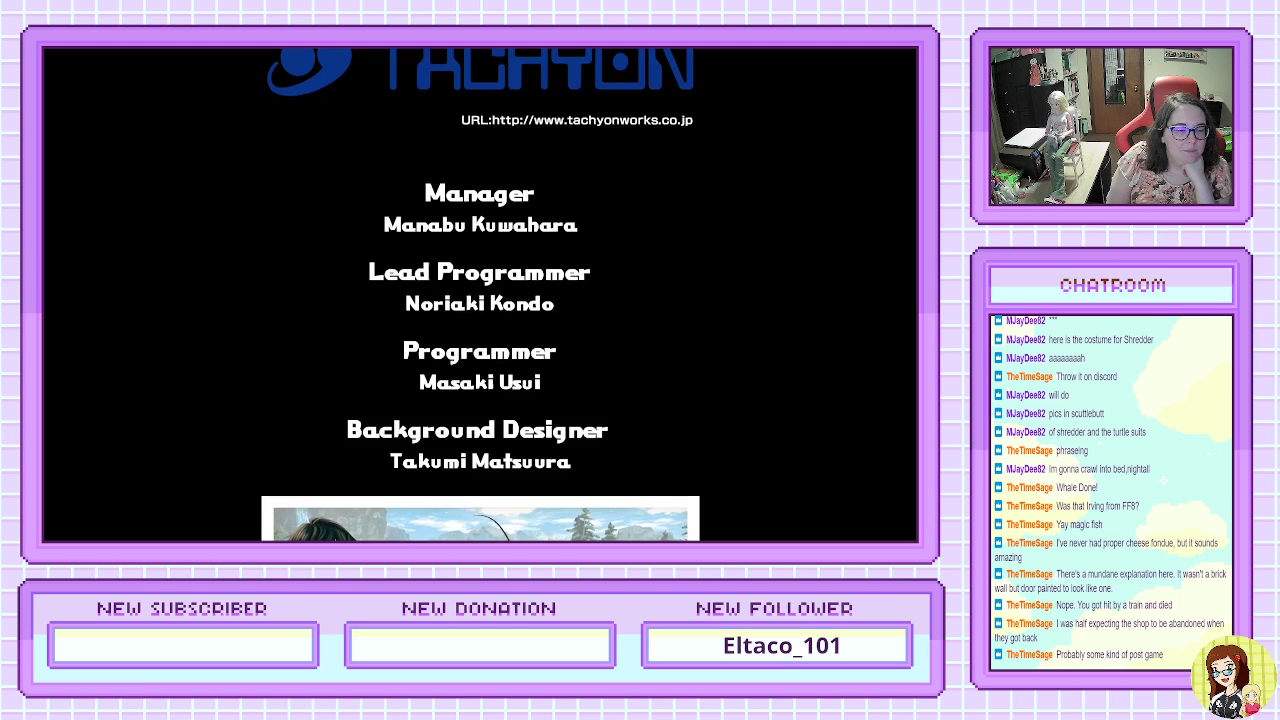 TACHYON
URL:http://www.tachyonworks.co.jp
Manager
Manabu Kuwahara
Lead Programmer
Noriaki Kondo
Programmer
Masaki Usui
Background Designer
Takumi Matsuura
NEW SUBSCRIBER
NEW DONATION
NEW FOLLOWER
Eltaco_101
CHATROOM
MJayDee82 ***
MJayDee82 here is the costume for Shredder
MJayDee82 aaaaaaaah
TheTimeSage Throw it on discord
MJayDee82 will do
MJayDee82 pics in scuttlebutt
MJayDee82 of shredder and the turtle suits
TheTimeSage phraseing
MJayDee82 Im gonna crawl into bed,nightall
TheTimeSage Whale Done!
TheTimeSage Was that Irving from FF8?
TheTimeSage Yay magic fish
TheTimeSage I've never had proper cheese fondue, but it sounds
amazing
TheTimeSage There's a mundane explanation here. It wasn't a brick
wall but door painted to look like one.
TheTimeSage Nope. You got hit by a train and died
TheTimeSage I was half expecting the shop to be abandoned when
they got back
TheTimeSage Probably some kind of post game